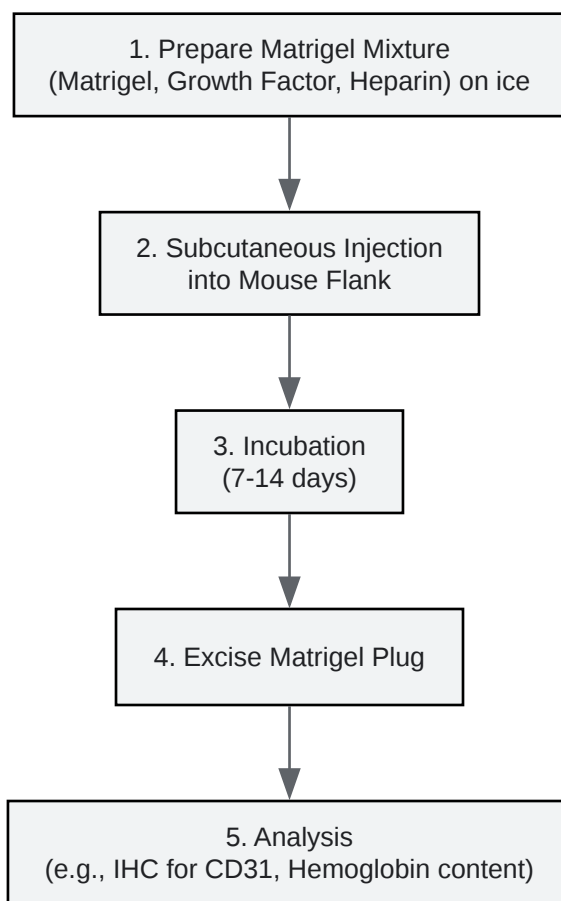 1. Prepare Matrigel Mixture
(Matrigel, Growth Factor, Heparin) on ice
2. Subcutaneous Injection
into Mouse Flank
3. Incubation
(7-14 days)
4. Excise Matrigel Plug
5. Analysis
(e.g., IHC for CD31, Hemoglobin content)